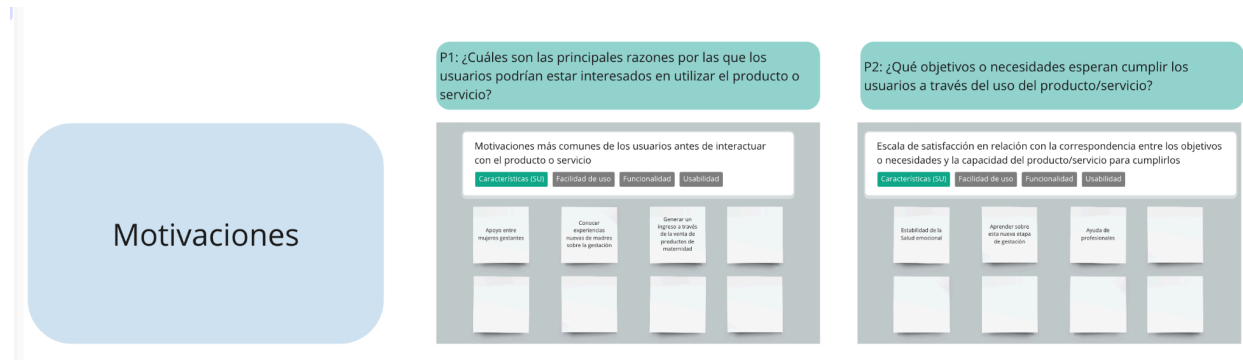 Motivaciones
P1: ¿Cuáles son las principales razones por las que los
usuarios podrían estar interesados en utilizar el producto o
servicio?
Motivaciones más comunes de los usuarios antes de interactuar
con el producto o servicio
Características (SU) Facilidad de uso Funcionalidad Usabilidad
Apoyo entre
mujeres gestantes
Conocer
experiencias
nuevas de madres
sobre la gestación
Generar un
ingreso a través
de la venta de
productos de
maternidad
P2: ¿Qué objetivos o necesidades esperan cumplir los
usuarios a través del uso del producto/servicio?
Escala de satisfacción en relación con la correspondencia entre los objetivos
o necesidades y la capacidad del producto/servicio para cumplirlos
Características (SU) Facilidad de uso Funcionalidad Usabilidad
Estabilidad de la
Salud emocional
Aprender sobre
esta nueva etapa
de gestación
Ayuda de
profesionales